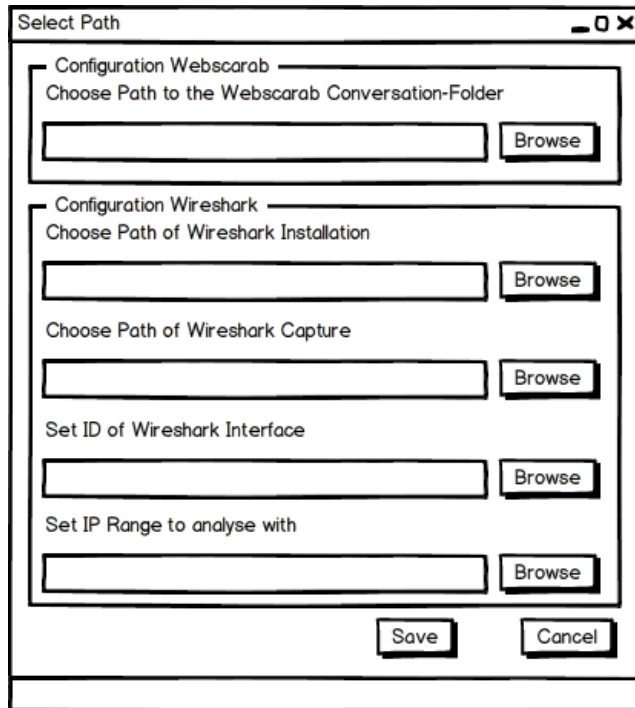 Select Path
Configuration Webscarab
Choose Path to the Webscarab Conversation-Folder
Browse
Configuration Wireshark
Choose Path of Wireshark Installation
Browse
Choose Path of Wireshark Capture
Browse
Set ID of Wireshark Interface
Browse
Set IP Range to analyse with
Browse
Save Cancel